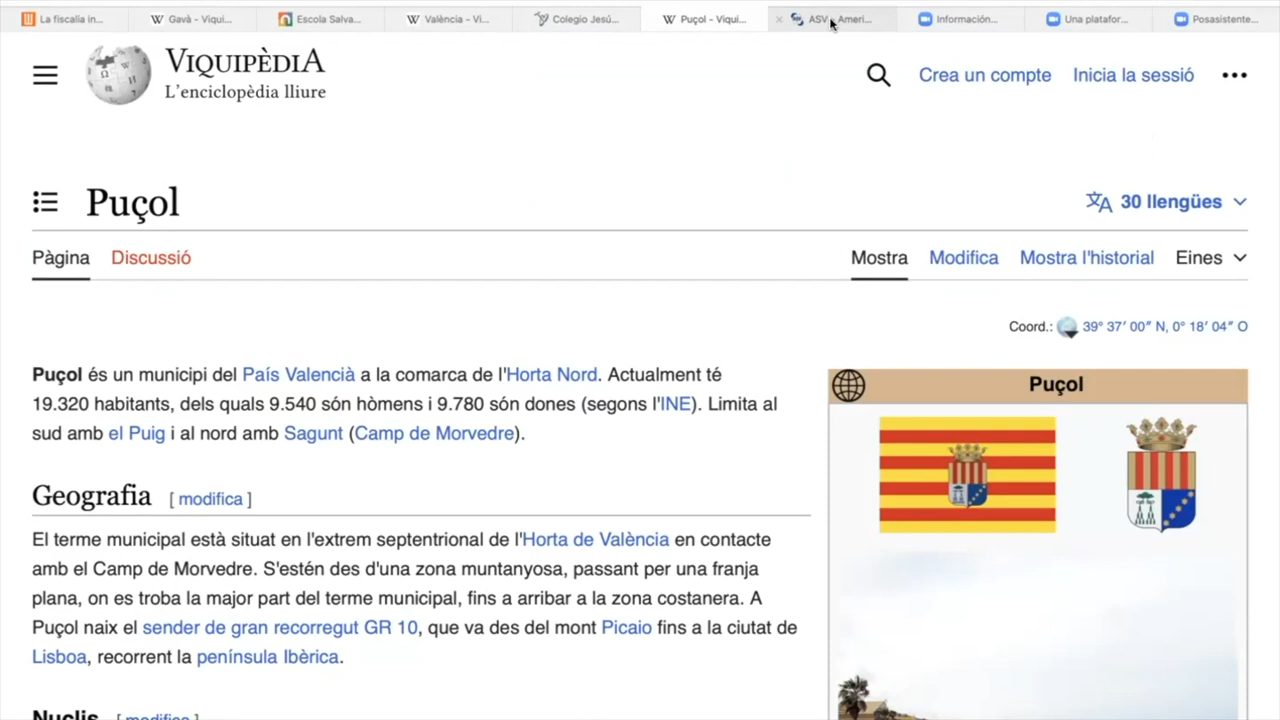 La fiscalia in...
Gavà - Viqui...
Escola Salva...
València – Vi...
Colegio Jesú...
Puçol - Viqui...
ASV - Ameri...
Información...
Una platafor...
Posasistente...
VIQUIPÈDIA
L'enciclopèdia lliure
Crea un compte
Inicia la sessió
Puçol
30 llengües
Pàgina
Discussió
Mostra
Modifica
Mostra l'historial
Eines
Coord.: 39° 37′ 00″ N, 0° 18′ 04″ O
Puçol és un municipi del País Valencià a la comarca de l'Horta Nord. Actualment té
19.320 habitants, dels quals 9.540 són hòmens i 9.780 són dones (segons l'INE). Limita al
sud amb el Puig i al nord amb Sagunt (Camp de Morvedre).
Puçol
Geografia [ modifica ]
El terme municipal està situat en l'extrem septentrional de l'Horta de València en contacte
amb el Camp de Morvedre. S'estén des d'una zona muntanyosa, passant per una franja
plana, on es troba la major part del terme municipal, fins a arribar a la zona costanera. A
Puçol naix el sender de gran recorregut GR 10, que va des del mont Picaio fins a la ciutat de
Lisboa, recorrent la península Ibèrica.
Nuclis [ modifica ]